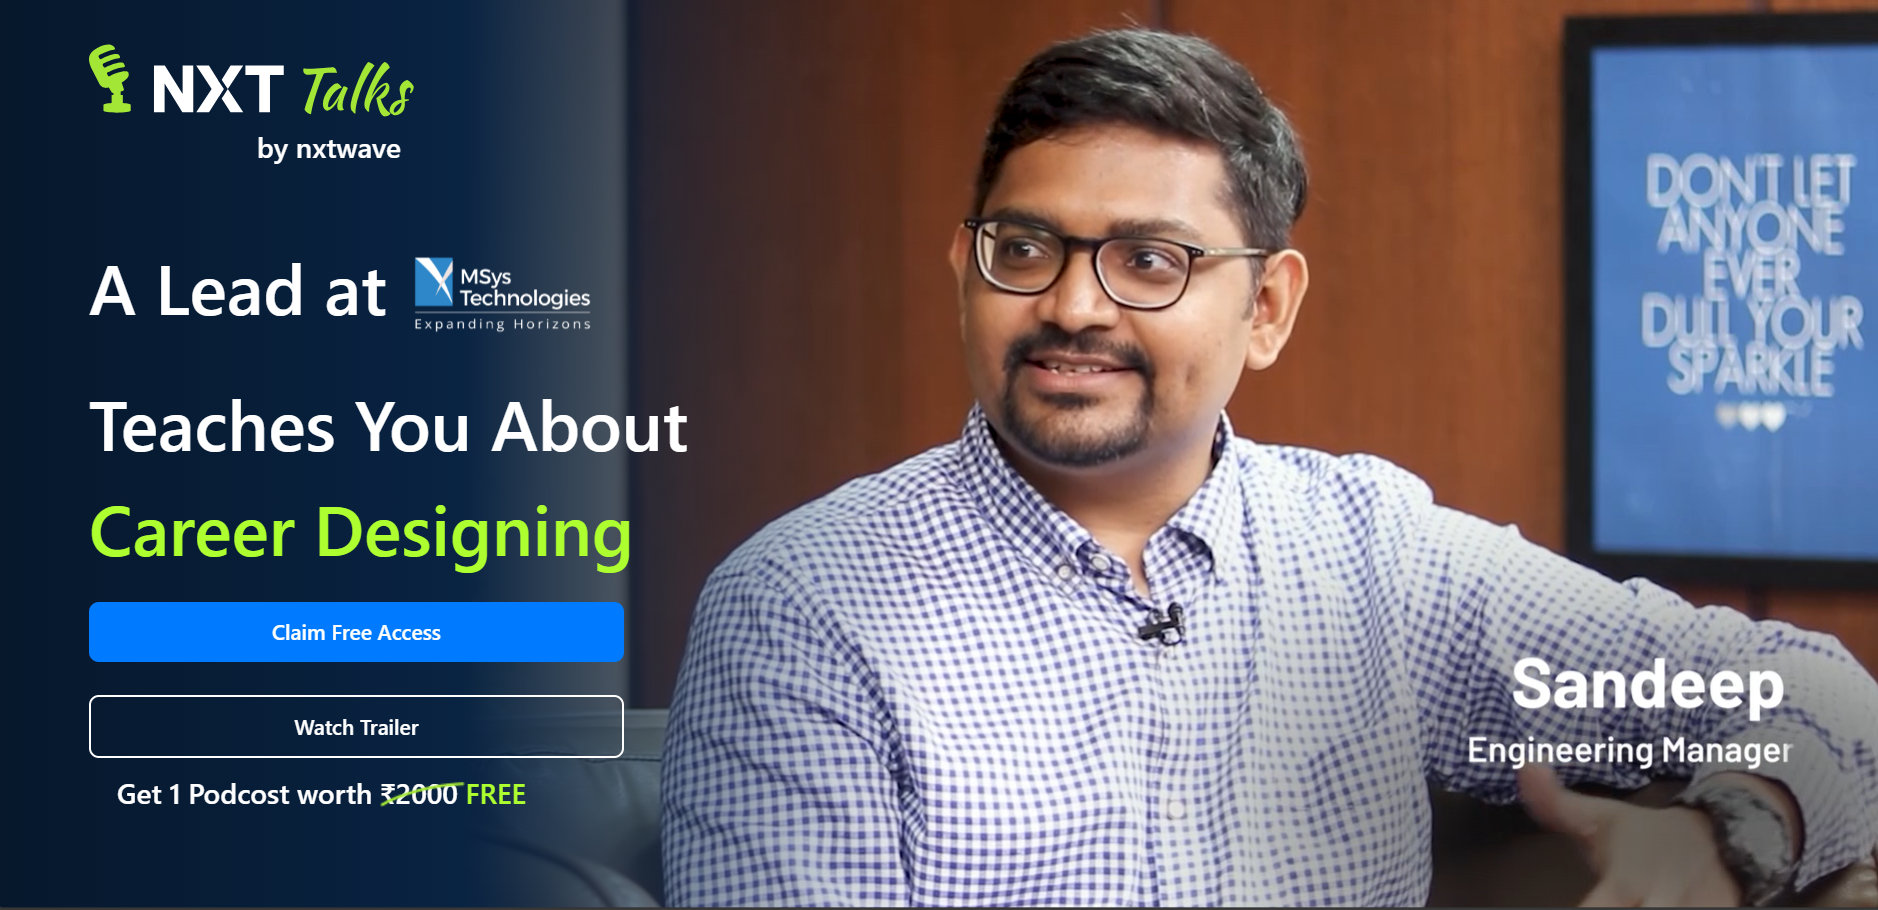 NXT Talks
by nxtwave
A Lead at
MSys
Technologies
Expanding Horizons
Teaches You About
Career Designing
Claim Free Access
Watch Trailer
Get 1 Podcost worth ₹2000 FREE
DON'T LET
ANYONE
EVER
DULL YOUR
SPARKLE
Sandeep
Engineering Manager